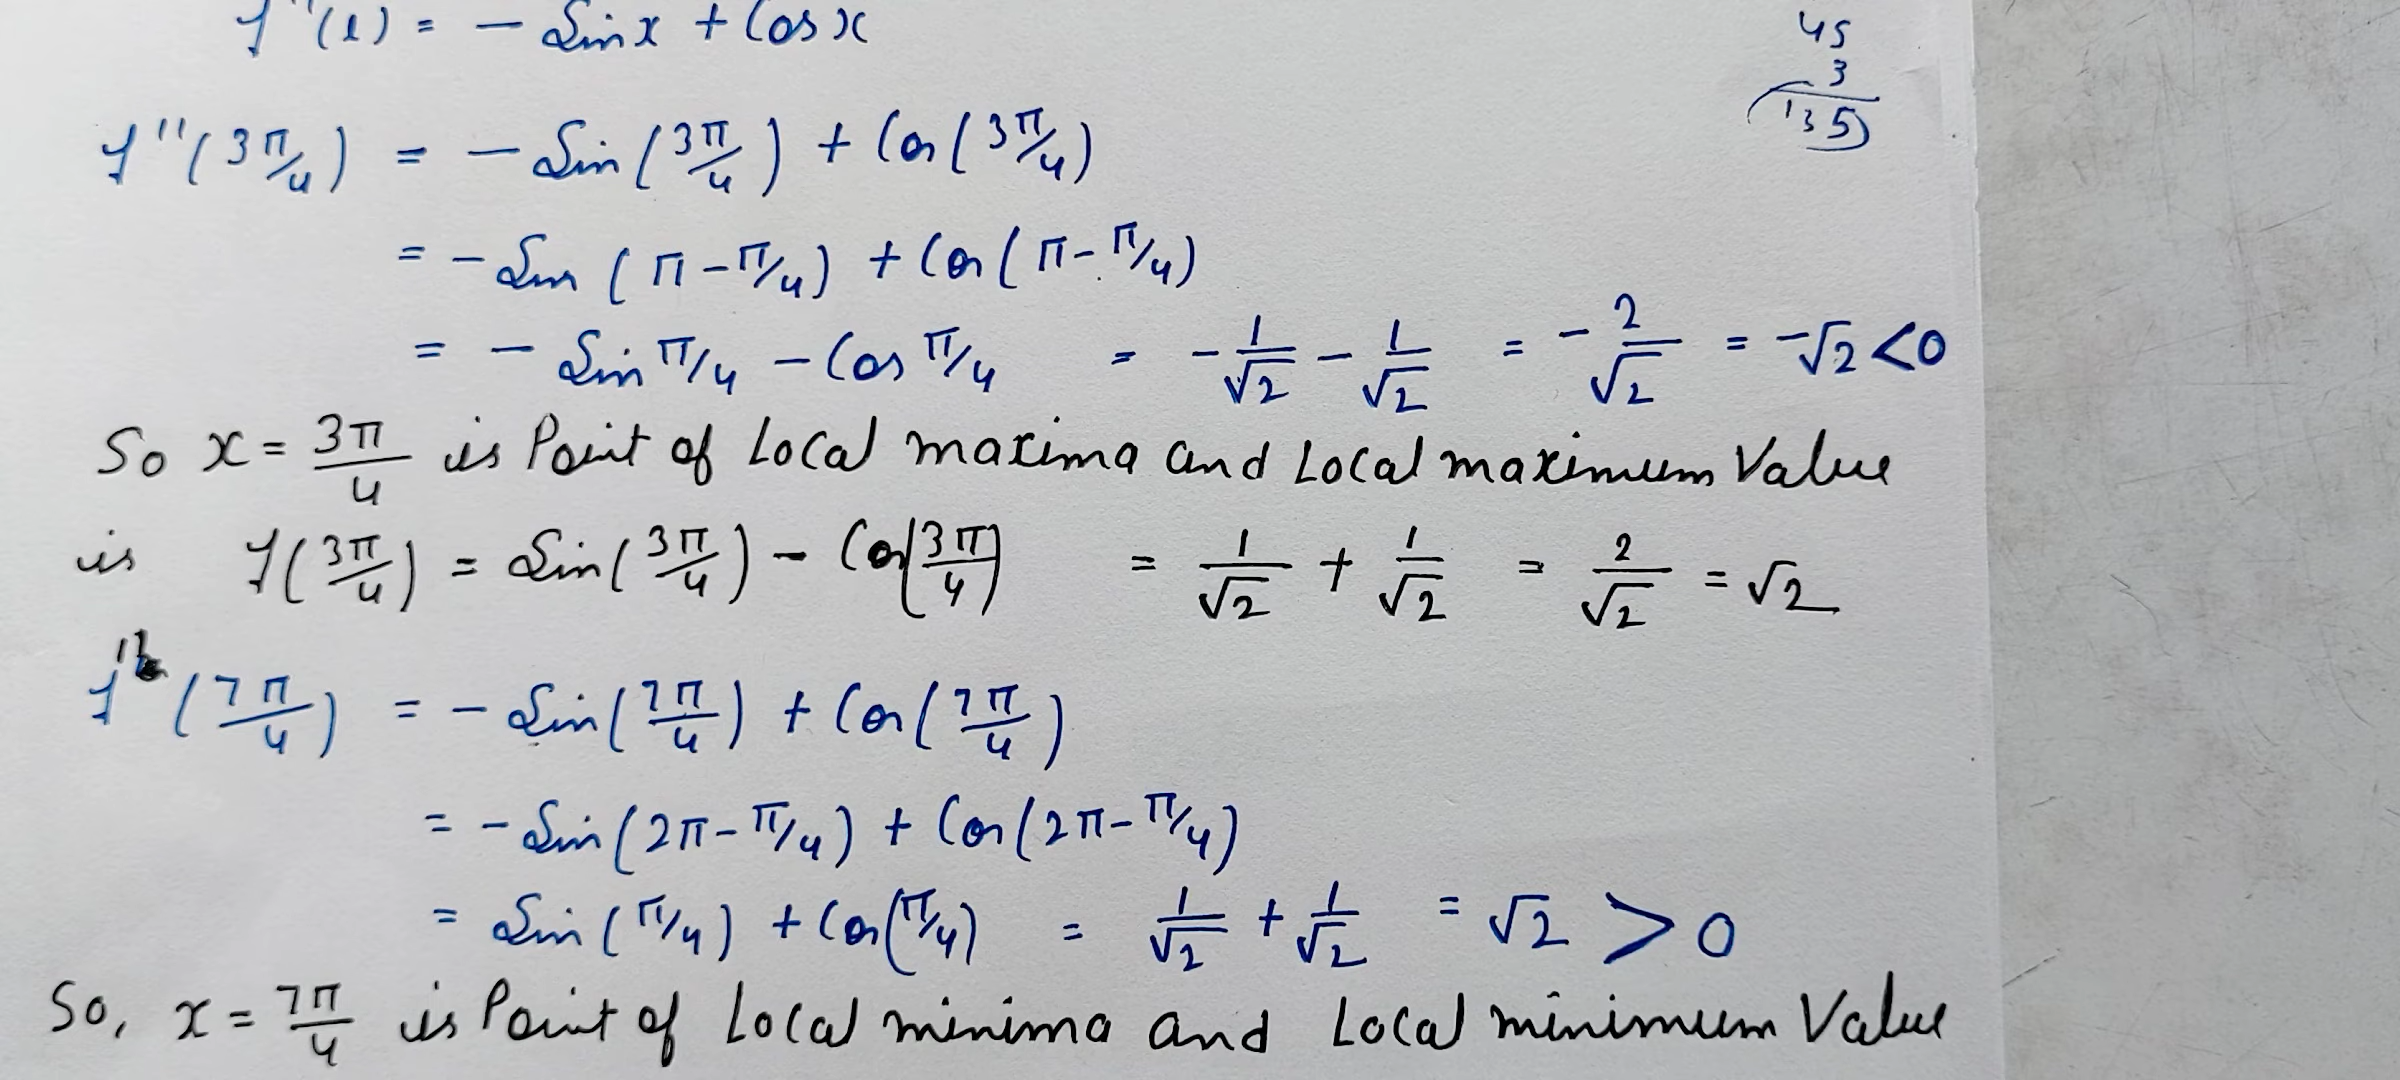 f''(x) = - Sin x + Cos x
45
3
135
f''(3π/4) = - Sin(3π/4) + Cos(3π/4)
= - Sin(π - π/4) + Cos(π - π/4)
= - Sin π/4 - Cos π/4 = - 1/√2 - 1/√2 = - 2/√2 = -√2 < 0
So x = 3π/4 is Point of Local maxima and Local maximum Value
is f(3π/4) = Sin(3π/4) - Cos(3π/4) = 1/√2 + 1/√2 = 2/√2 = √2
f''(7π/4) = - Sin(7π/4) + Cos(7π/4)
= - Sin(2π - π/4) + Cos(2π - π/4)
= Sin(π/4) + Cos(π/4) = 1/√2 + 1/√2 = √2 > 0
So, x = 7π/4 is Point of Local minima and Local minimum Value